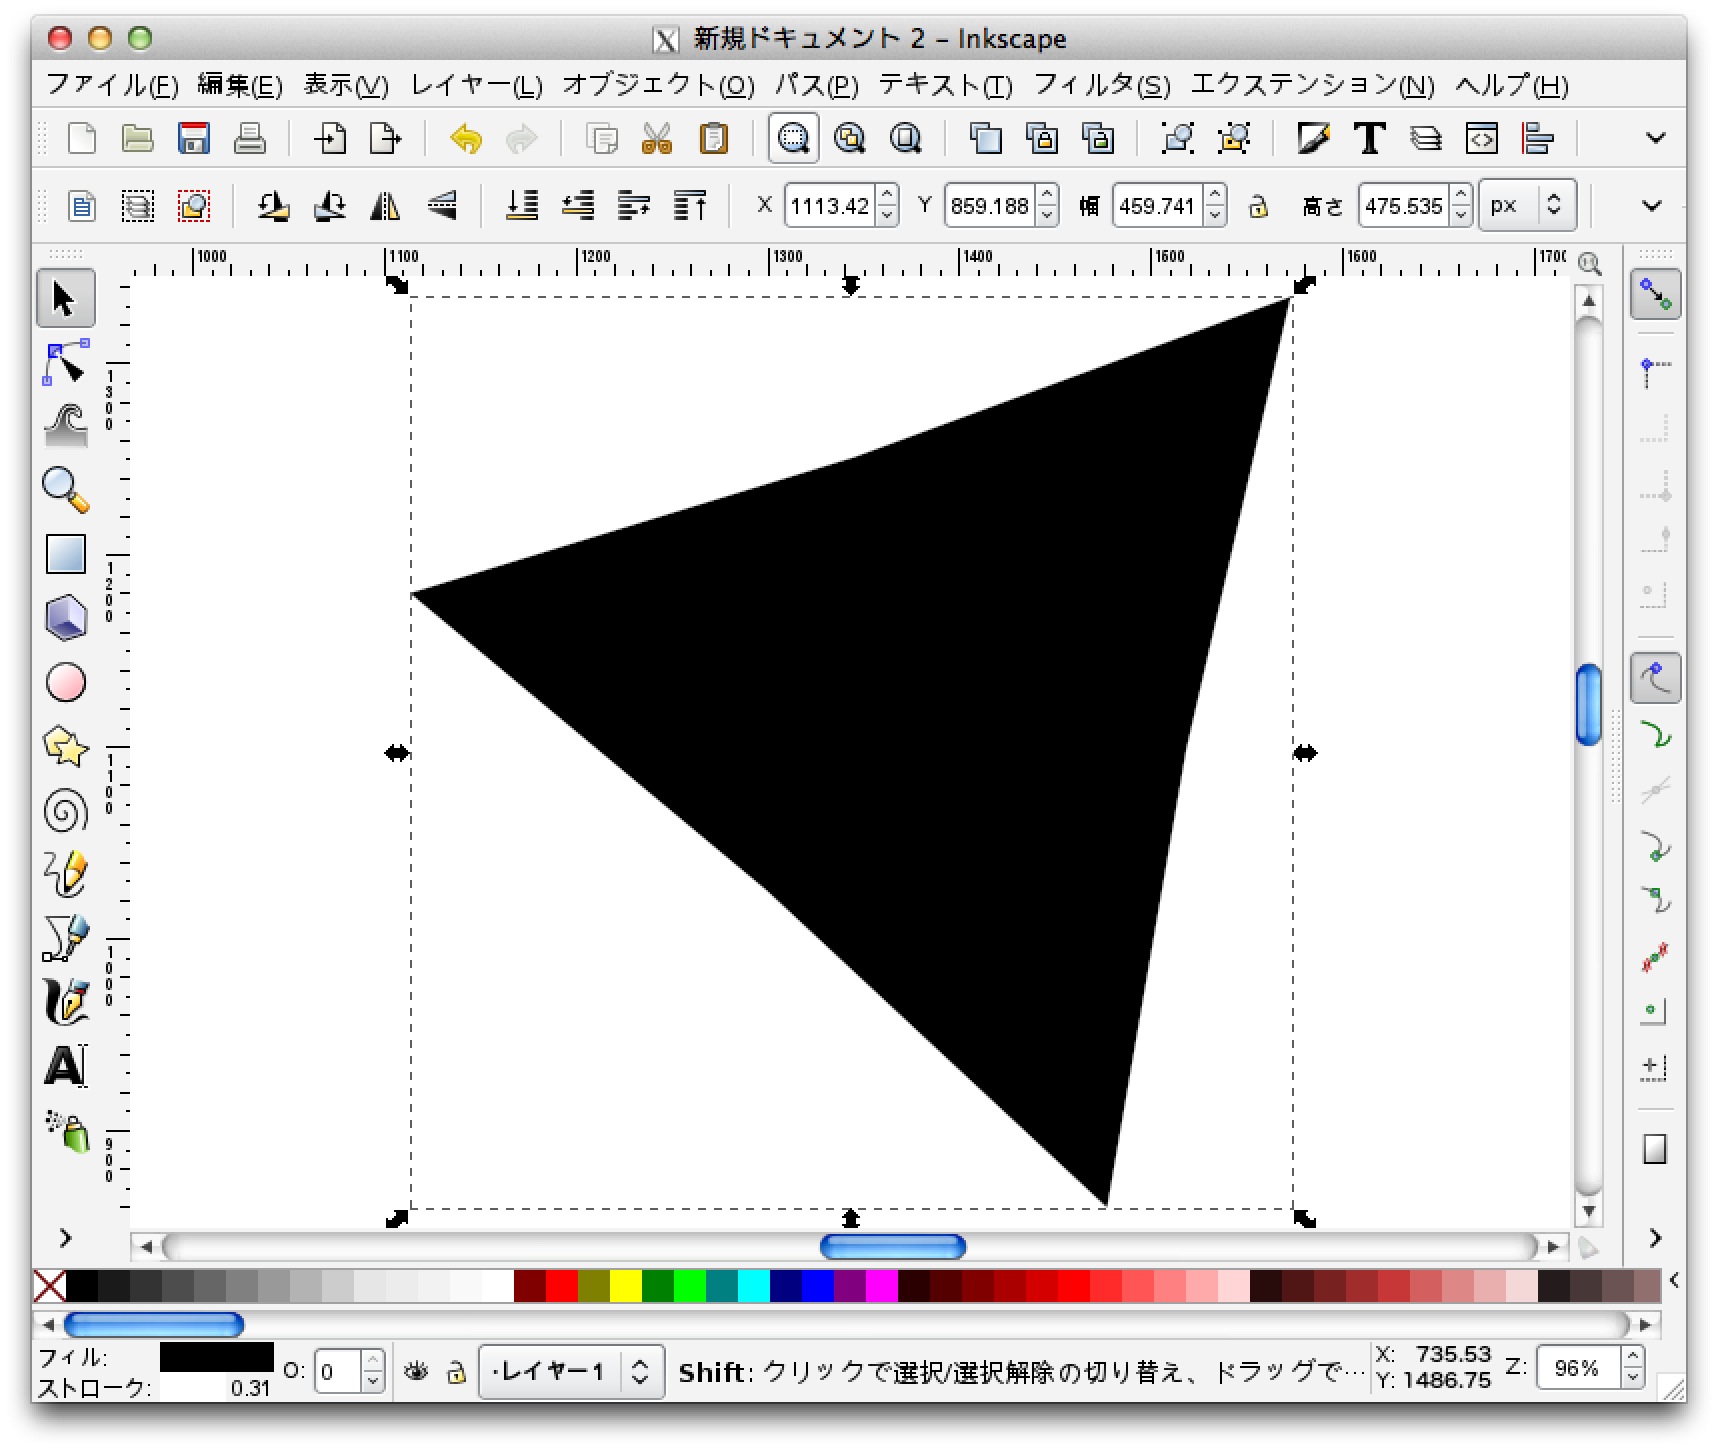 新規ドキュメント 2 – Inkscape
ファイル(F) 編集(E) 表示(V) レイヤー(L) オブジェクト(O) パス(P) テキスト(T) フィルタ(S) エクステンション(N) ヘルプ(H)
X 1113.42 Y 859.188 幅 459.741 高さ 475.535 px
1000 1100 1200 1300 1400 1600 1600 1700
1300
1200
1100
1000
900
フィル: O: 0 ・レイヤー1 Shift: クリックで選択/選択解除の切り替え、ドラッグで… X: 735.53 Z: 96%
ストローク: 0.31 Y: 1486.75